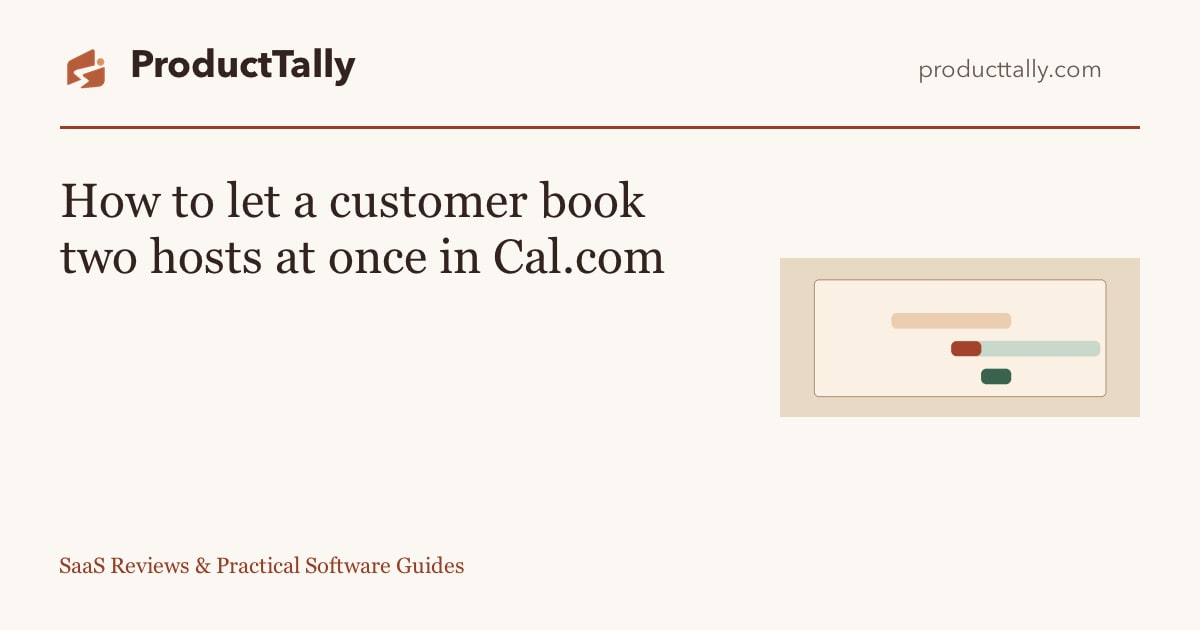 ProductTally
producttally.com
How to let a customer book
two hosts at once in Cal.com
SaaS Reviews & Practical Software Guides